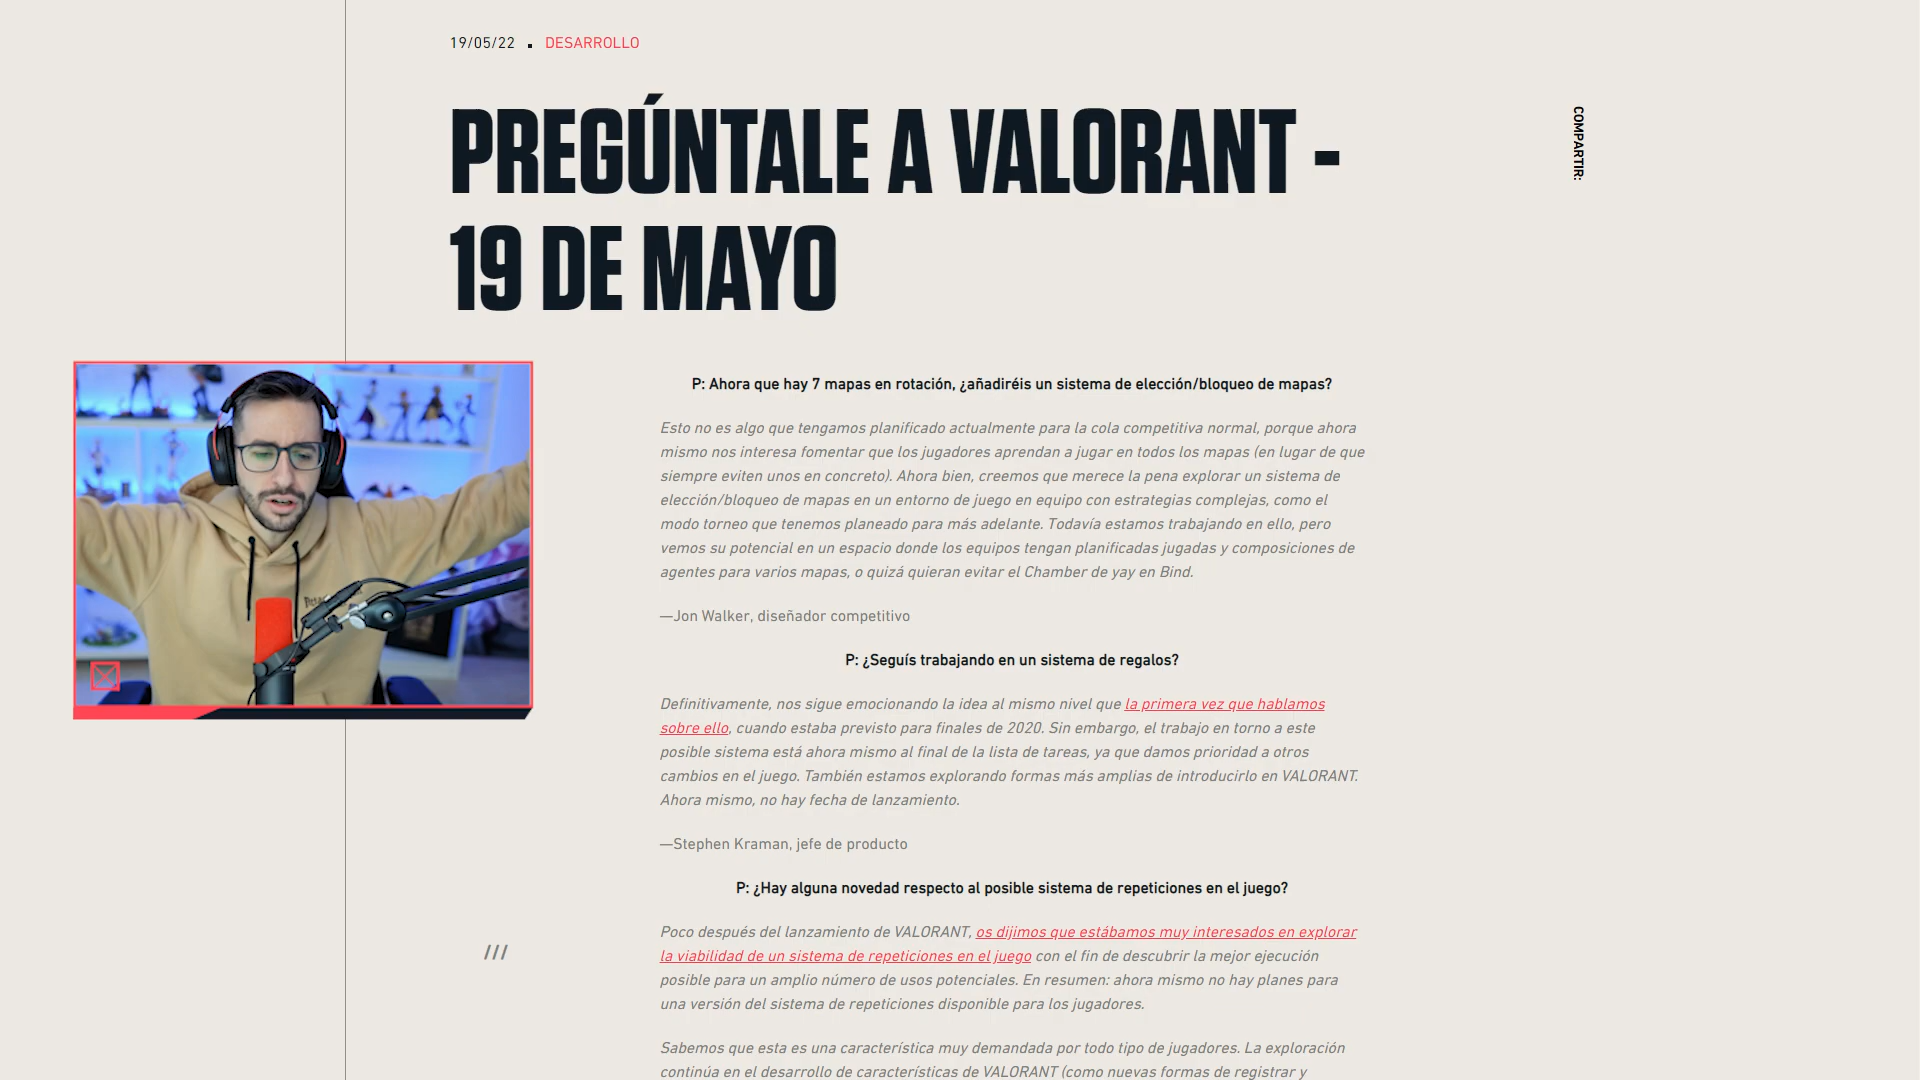 19/05/22 ▪ DESARROLLO
PREGÚNTALE A VALORANT -
19 DE MAYO
COMPARTIR:
P: Ahora que hay 7 mapas en rotación, ¿añadiréis un sistema de elección/bloqueo de mapas?
Esto no es algo que tengamos planificado actualmente para la cola competitiva normal, porque ahora
mismo nos interesa fomentar que los jugadores aprendan a jugar en todos los mapas (en lugar de que
siempre eviten unos en concreto). Ahora bien, creemos que merece la pena explorar un sistema de
elección/bloqueo de mapas en un entorno de juego en equipo con estrategias complejas, como el
modo torneo que tenemos planeado para más adelante. Todavía estamos trabajando en ello, pero
vemos su potencial en un espacio donde los equipos tengan planificadas jugadas y composiciones de
agentes para varios mapas, o quizá quieran evitar el Chamber de yay en Bind.
—Jon Walker, diseñador competitivo
P: ¿Seguís trabajando en un sistema de regalos?
Definitivamente, nos sigue emocionando la idea al mismo nivel que la primera vez que hablamos
sobre ello, cuando estaba previsto para finales de 2020. Sin embargo, el trabajo en torno a este
posible sistema está ahora mismo al final de la lista de tareas, ya que damos prioridad a otros
cambios en el juego. También estamos explorando formas más amplias de introducirlo en VALORANT.
Ahora mismo, no hay fecha de lanzamiento.
—Stephen Kraman, jefe de producto
P: ¿Hay alguna novedad respecto al posible sistema de repeticiones en el juego?
Poco después del lanzamiento de VALORANT, os dijimos que estábamos muy interesados en explorar
la viabilidad de un sistema de repeticiones en el juego con el fin de descubrir la mejor ejecución
posible para un amplio número de usos potenciales. En resumen: ahora mismo no hay planes para
una versión del sistema de repeticiones disponible para los jugadores.
///
Sabemos que esta es una característica muy demandada por todo tipo de jugadores. La exploración
continúa en el desarrollo de características de VALORANT (como nuevas formas de registrar y